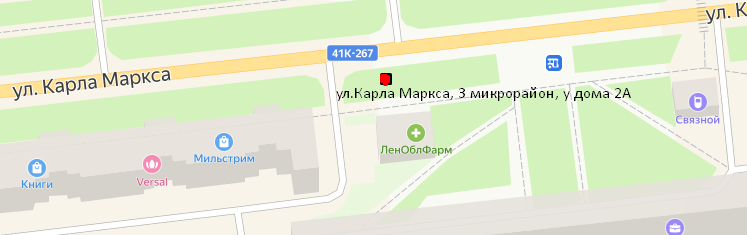 ул. К
41К-267
ул. Карла Маркса
ул.Карла Маркса, 3 микрорайон, у дома 2А
Связной
ЛенОблФарм
Мильстрим
Versal
Книги